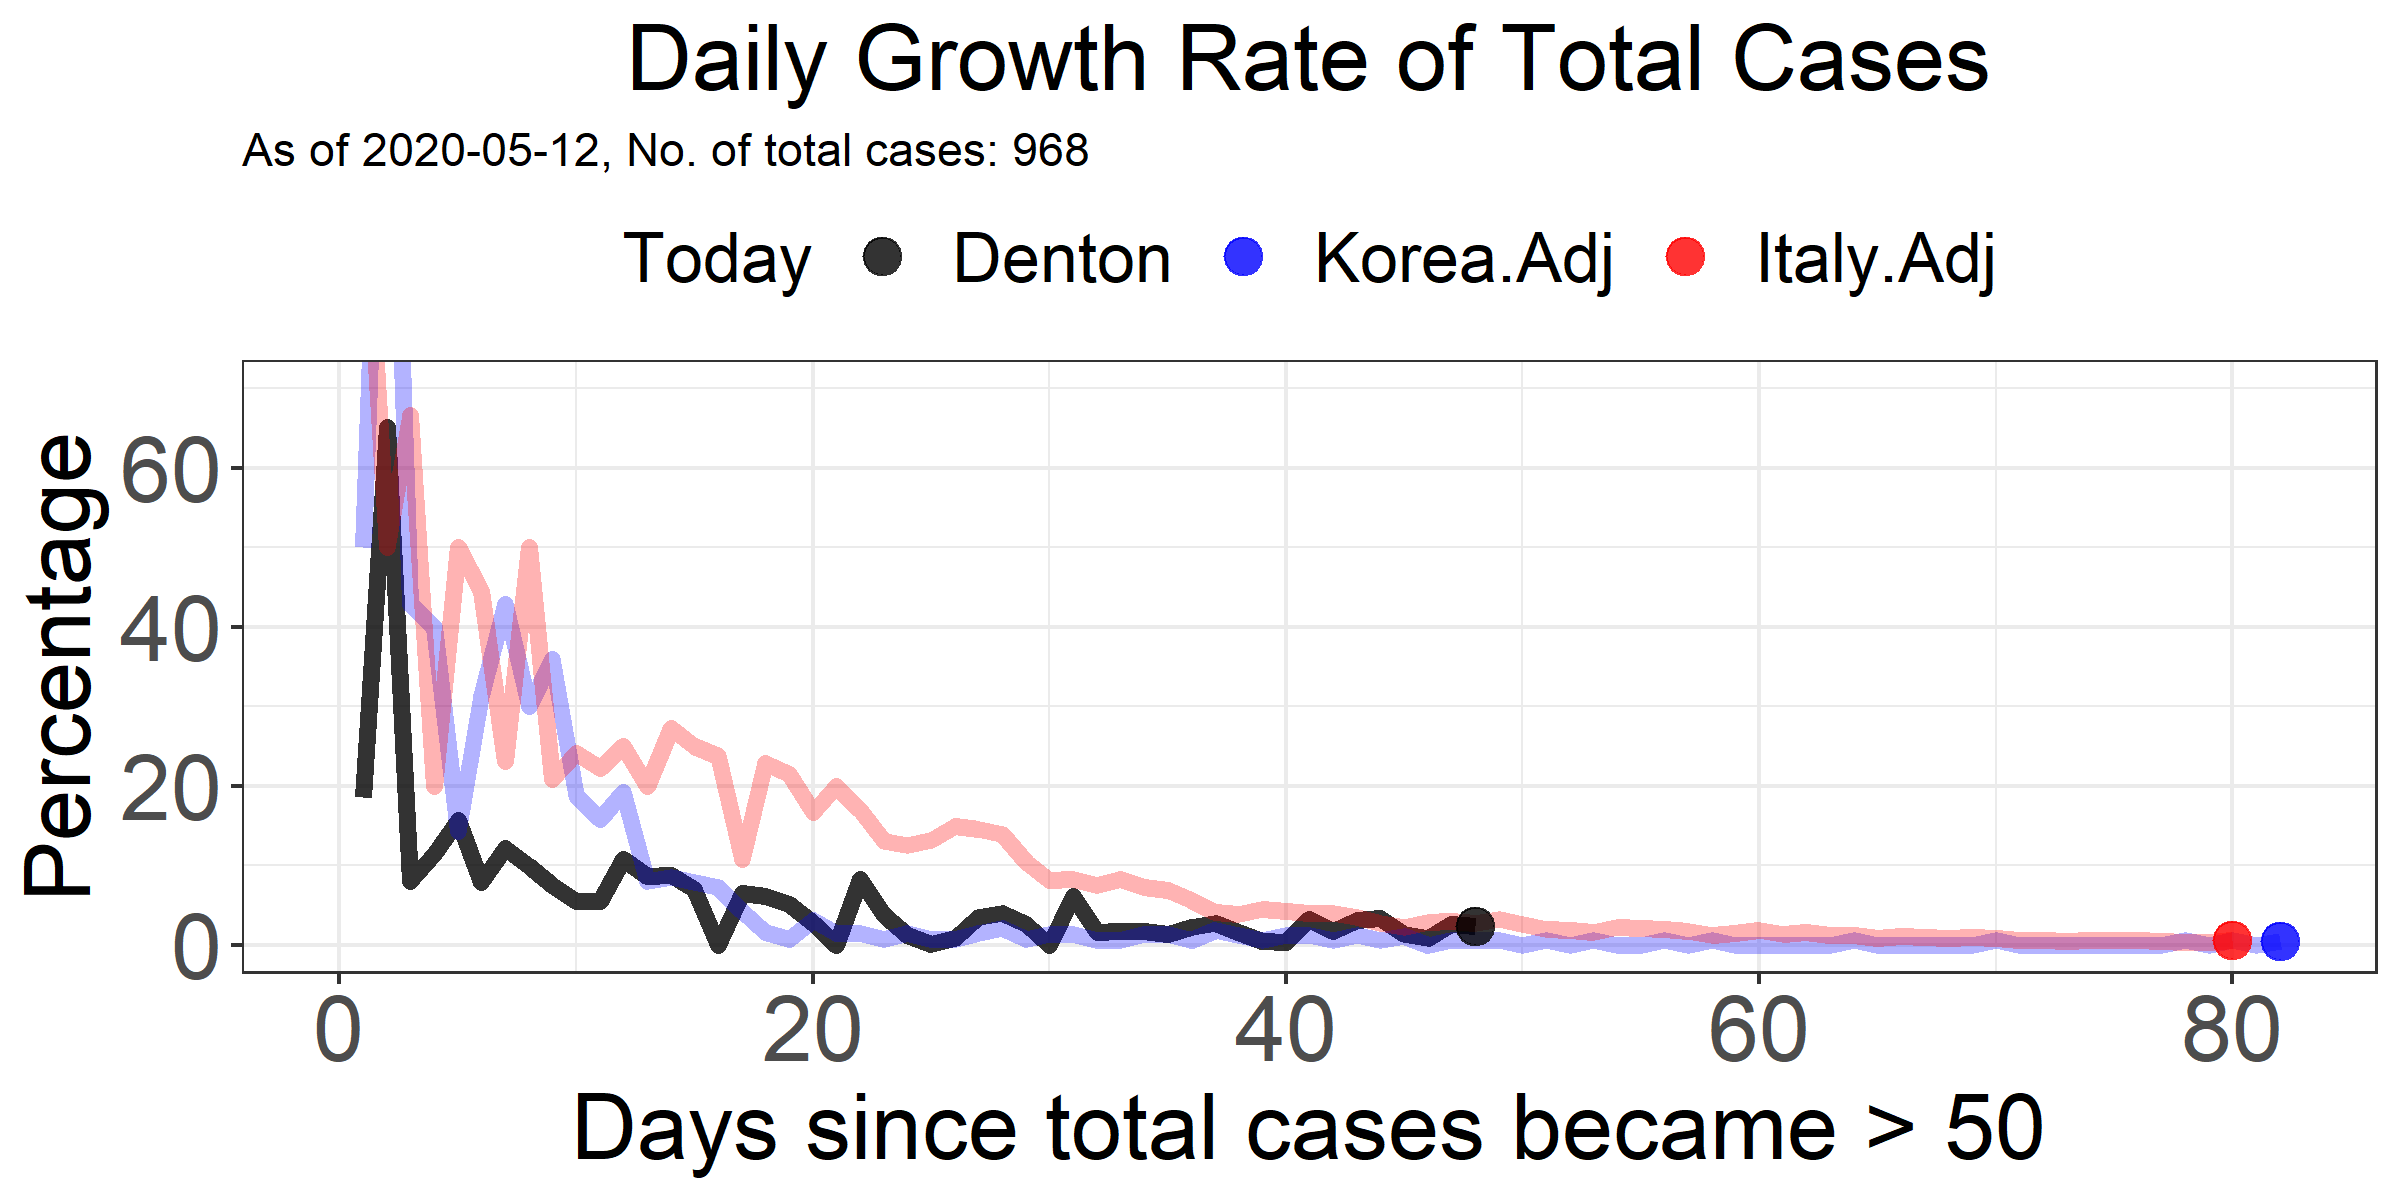 Daily Growth Rate of Total Cases
As of 2020-05-12, No. of total cases: 968
Today Denton Korea.Adj Italy.Adj
Percentage
60
40
20
0
0 20 40 60 80
Days since total cases became > 50